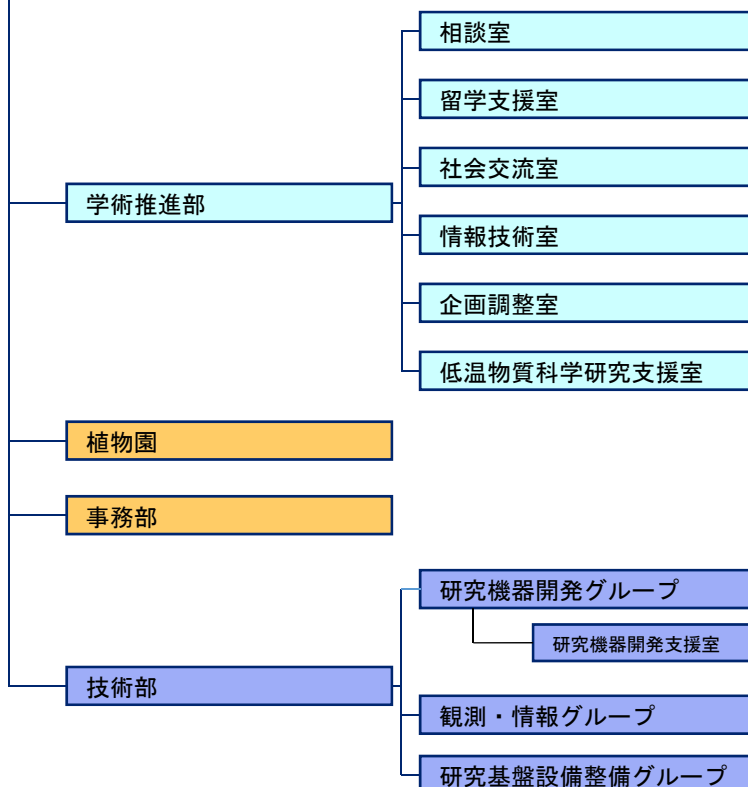 相談室
留学支援室
社会交流室
学術推進部
情報技術室
企画調整室
低温物質科学研究支援室
植物園
事務部
研究機器開発グループ
研究機器開発支援室
技術部
観測・情報グループ
研究基盤設備整備グループ